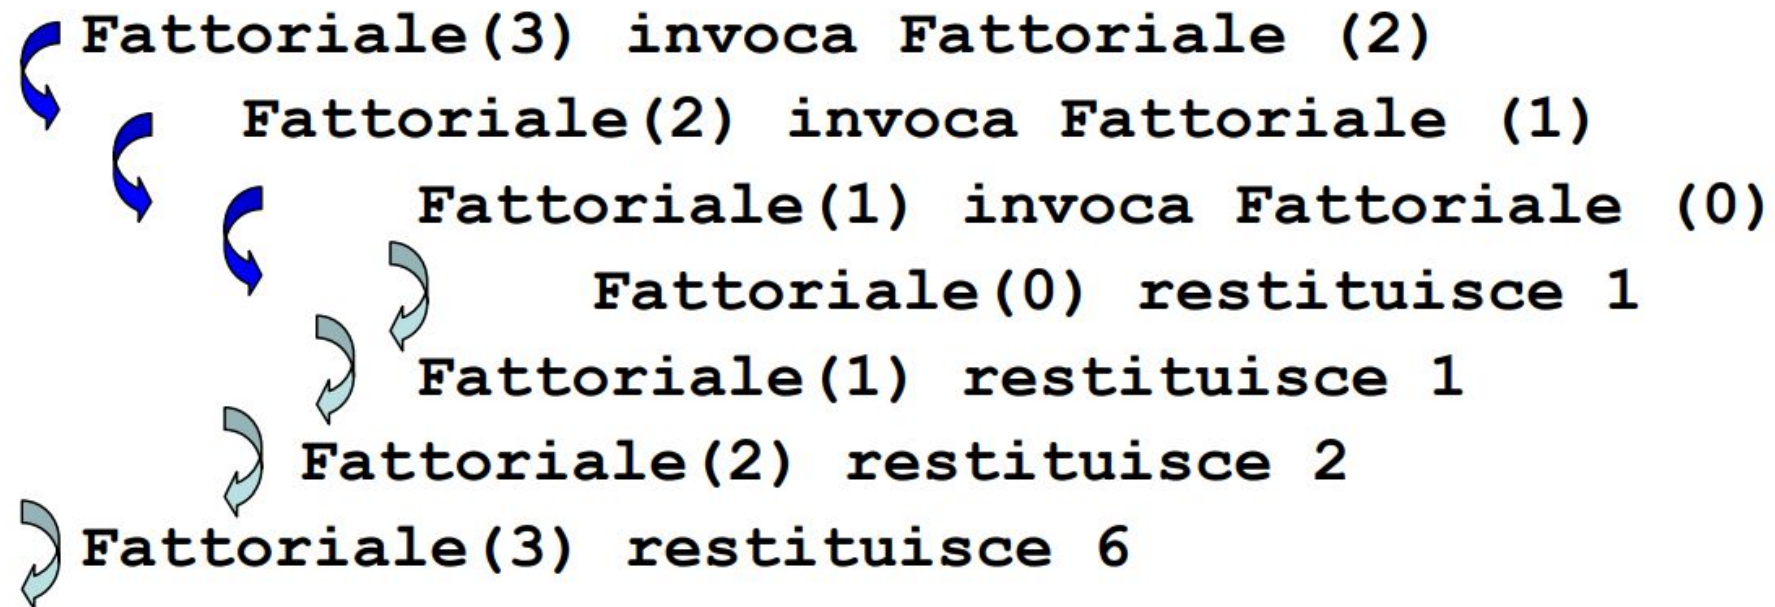 Fattoriale(3) invoca Fattoriale (2)
Fattoriale(2) invoca Fattoriale (1)
Fattoriale(1) invoca Fattoriale (0)
Fattoriale(0) restituisce 1
Fattoriale(1) restituisce 1
Fattoriale(2) restituisce 2
Fattoriale(3) restituisce 6